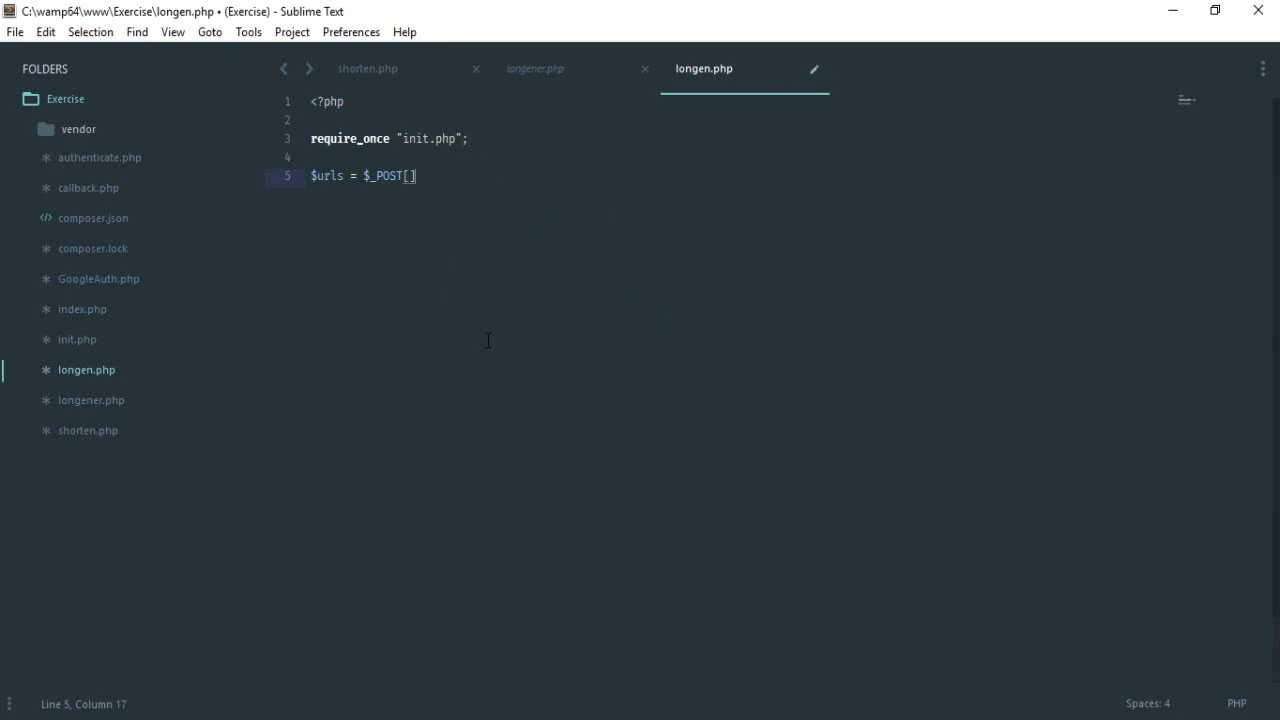 C:\wamp64\www\Exercise\longen.php • (Exercise) - Sublime Text
File Edit Selection Find View Goto Tools Project Preferences Help
FOLDERS
Exercise
vendor
authenticate.php
callback.php
composer.json
composer.lock
GoogleAuth.php
index.php
init.php
longen.php
longener.php
shorten.php
shorten.php longener.php longen.php
1 <?php
2
3 require_once "init.php";
4
5 $urls = $_POST[]
Line 5, Column 17
Spaces: 4
PHP